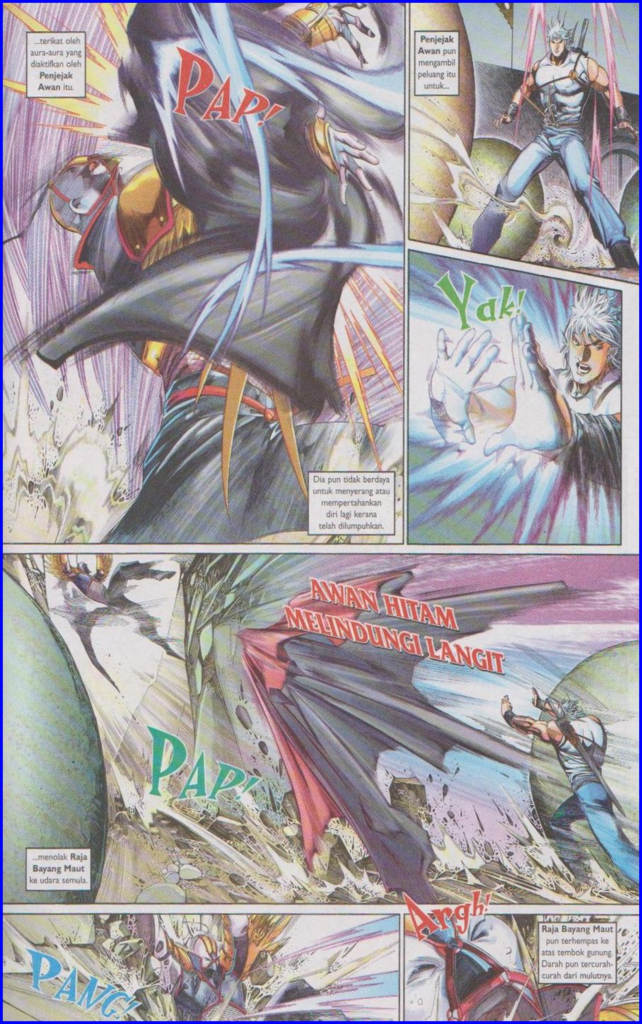 ...terikat oleh
aura-aura yang
diaktifkan oleh
Penjejak
Awan itu.
PAP!
Dia pun tidak berdaya
untuk menyerang atau
mempertahankan
diri lagi kerana
telah dilumpuhkan.
Penjejak
Awan pun
mengambil
peluang itu
untuk...
Yak!
AWAN HITAM
MELINDUNGI LANGIT
PAP!
...menolak Raja
Bayang Maut
ke udara semula.
PANG!
Argh!
Raja Bayang Maut
pun terhempas ke
atas tembok gunung.
Darah pun tercurah-
curah dari mulutnya.